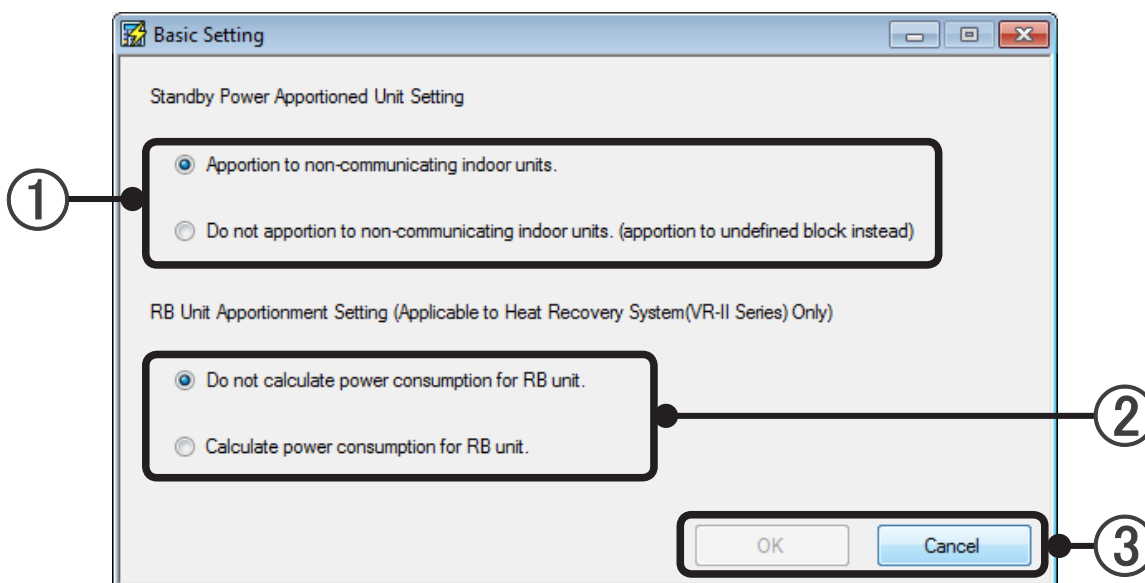 Basic Setting
Standby Power Apportioned Unit Setting
Apportion to non-communicating indoor units.
① 
Do not apportion to non-communicating indoor units. (apportion to undefined block instead)
RB Unit Apportionment Setting (Applicable to Heat Recovery System(VR-II Series) Only)
Do not calculate power consumption for RB unit.
②
Calculate power consumption for RB unit.
OK Cancel ③